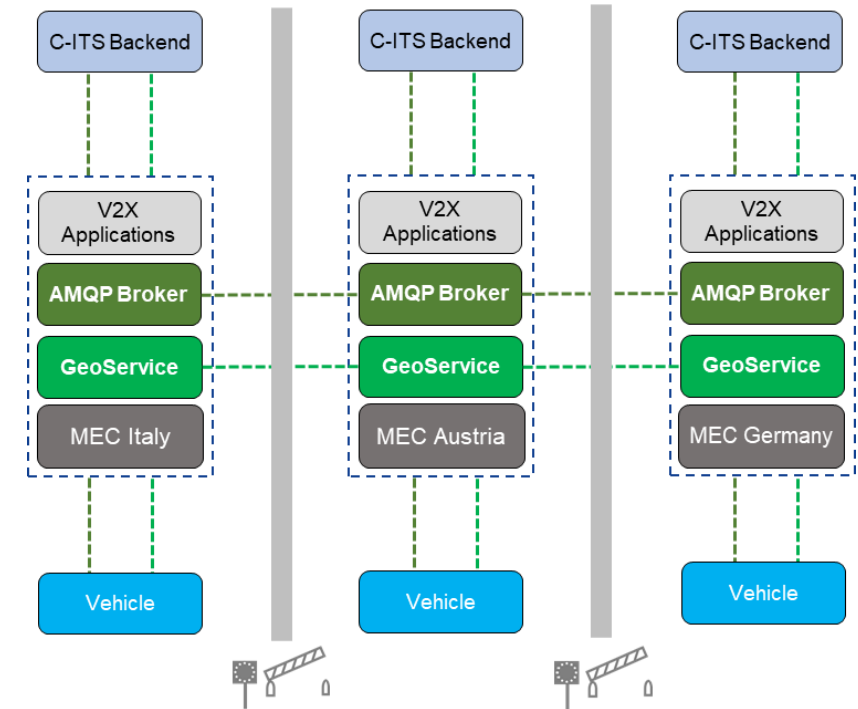 C-ITS Backend
C-ITS Backend
C-ITS Backend
V2X
Applications
V2X
Applications
V2X
Applications
AMQP Broker
AMQP Broker
AMQP Broker
GeoService
GeoService
GeoService
MEC Italy
MEC Austria
MEC Germany
Vehicle
Vehicle
Vehicle